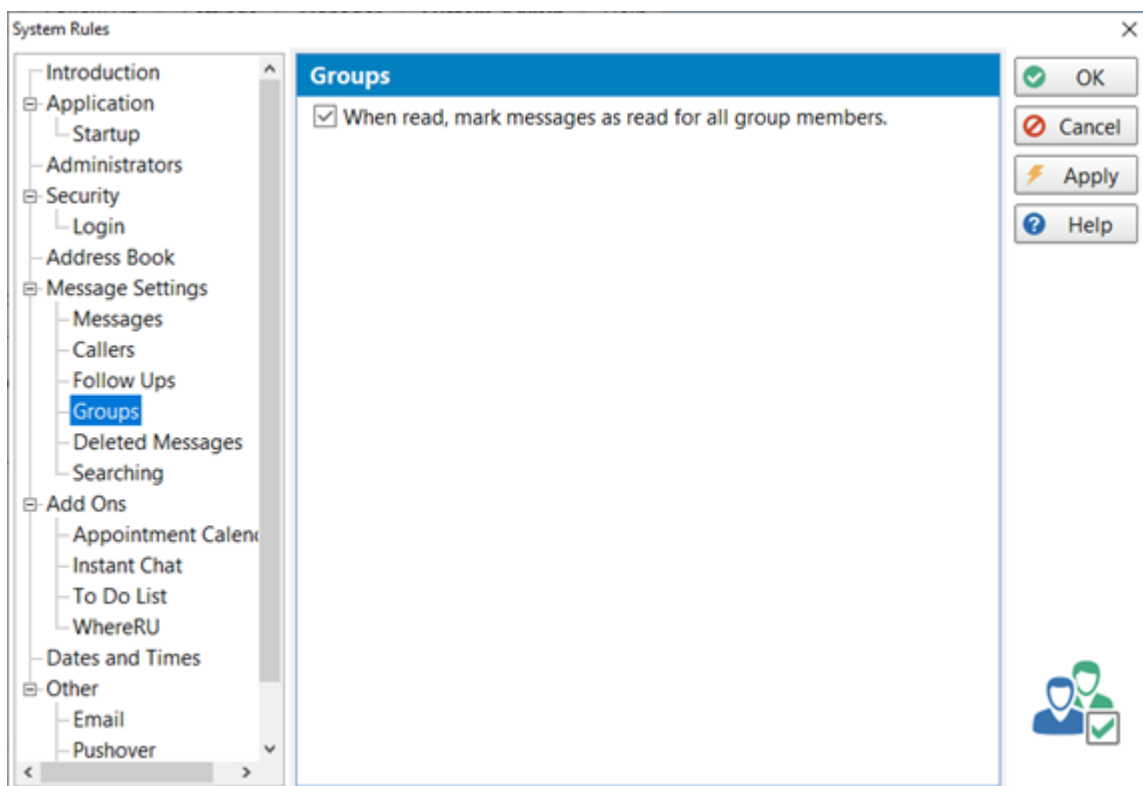 System Rules
Introduction
Application
Startup
Administrators
Security
Login
Address Book
Message Settings
Messages
Callers
Follow Ups
Groups
Deleted Messages
Searching
Add Ons
Appointment Calend
Instant Chat
To Do List
WhereRU
Dates and Times
Other
Email
Pushover
Groups
When read, mark messages as read for all group members.
OK
Cancel
Apply
Help